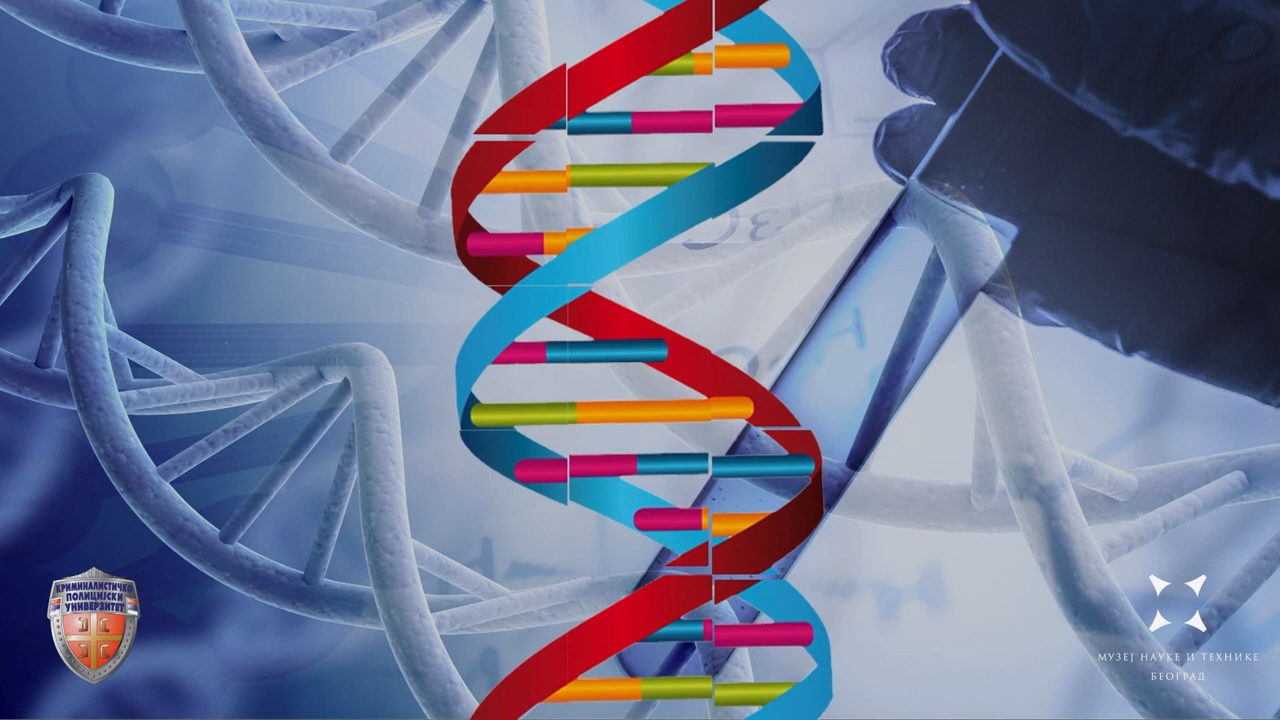 КРИМИНАЛИСТИЧКО
ПОЛИЦИЈСКИ
УНИВЕРЗИТЕТ
МУЗЕЈ НАУКЕ И ТЕХНИКЕ
БЕОГРАД